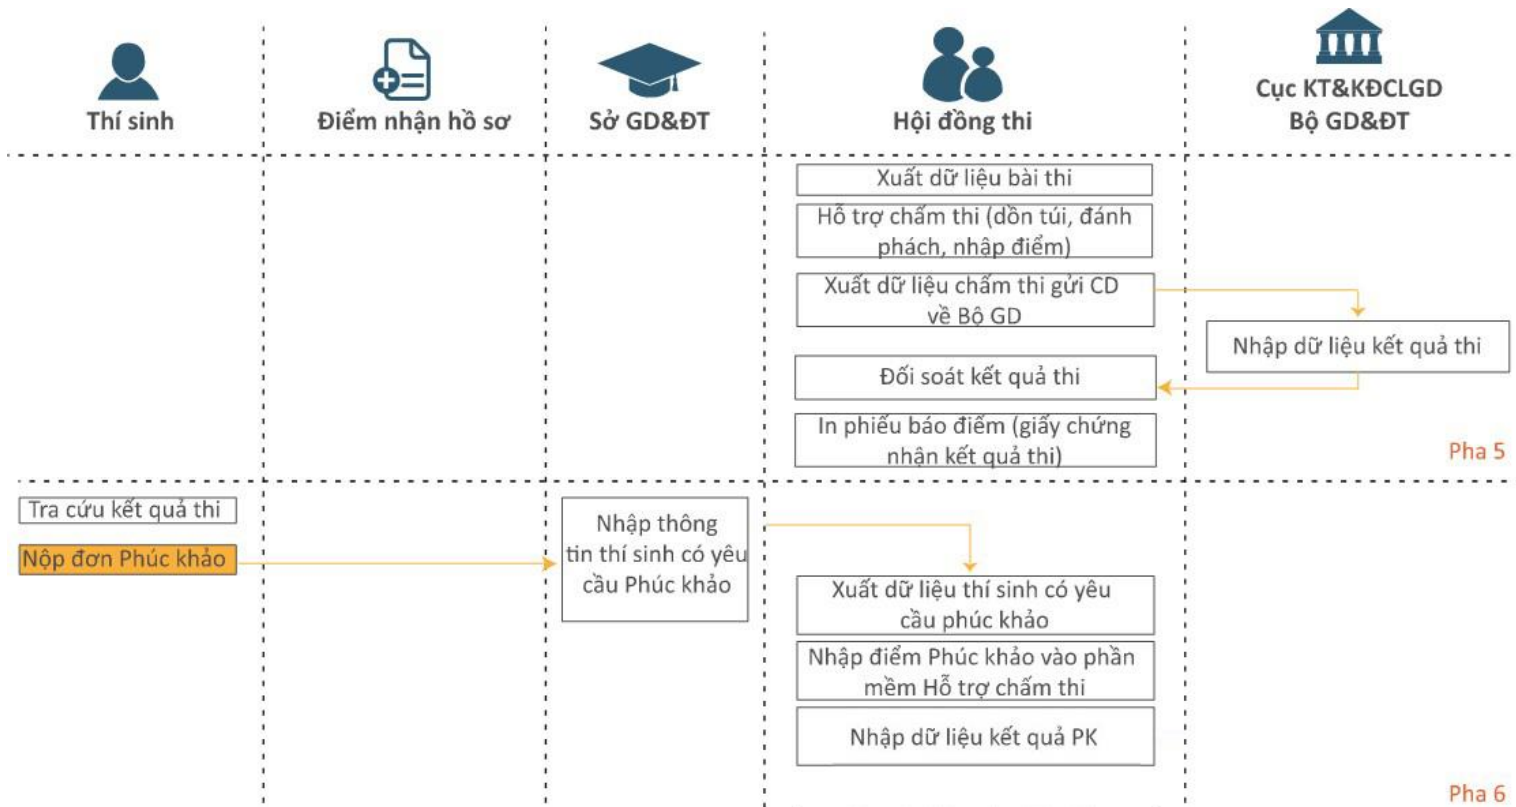 Thí sinh
Điểm nhận hồ sơ
Sở GD&ĐT
Hội đồng thi
Cục KT&KĐCLGD
Bộ GD&ĐT
Xuất dữ liệu bài thi
Hỗ trợ chấm thi (dồn túi, đánh
phách, nhập điểm)
Xuất dữ liệu chấm thi gửi CD
về Bộ GD
Nhập dữ liệu kết quả thi
Đối soát kết quả thi
In phiếu báo điểm (giấy chứng
nhận kết quả thi)
Pha 5
Tra cứu kết quả thi
Nộp đơn Phúc khảo
Nhập thông
tin thí sinh có yêu
cầu Phúc khảo
Xuất dữ liệu thí sinh có yêu
cầu phúc khảo
Nhập điểm Phúc khảo vào phần
mềm Hỗ trợ chấm thi
Nhập dữ liệu kết quả PK
Pha 6